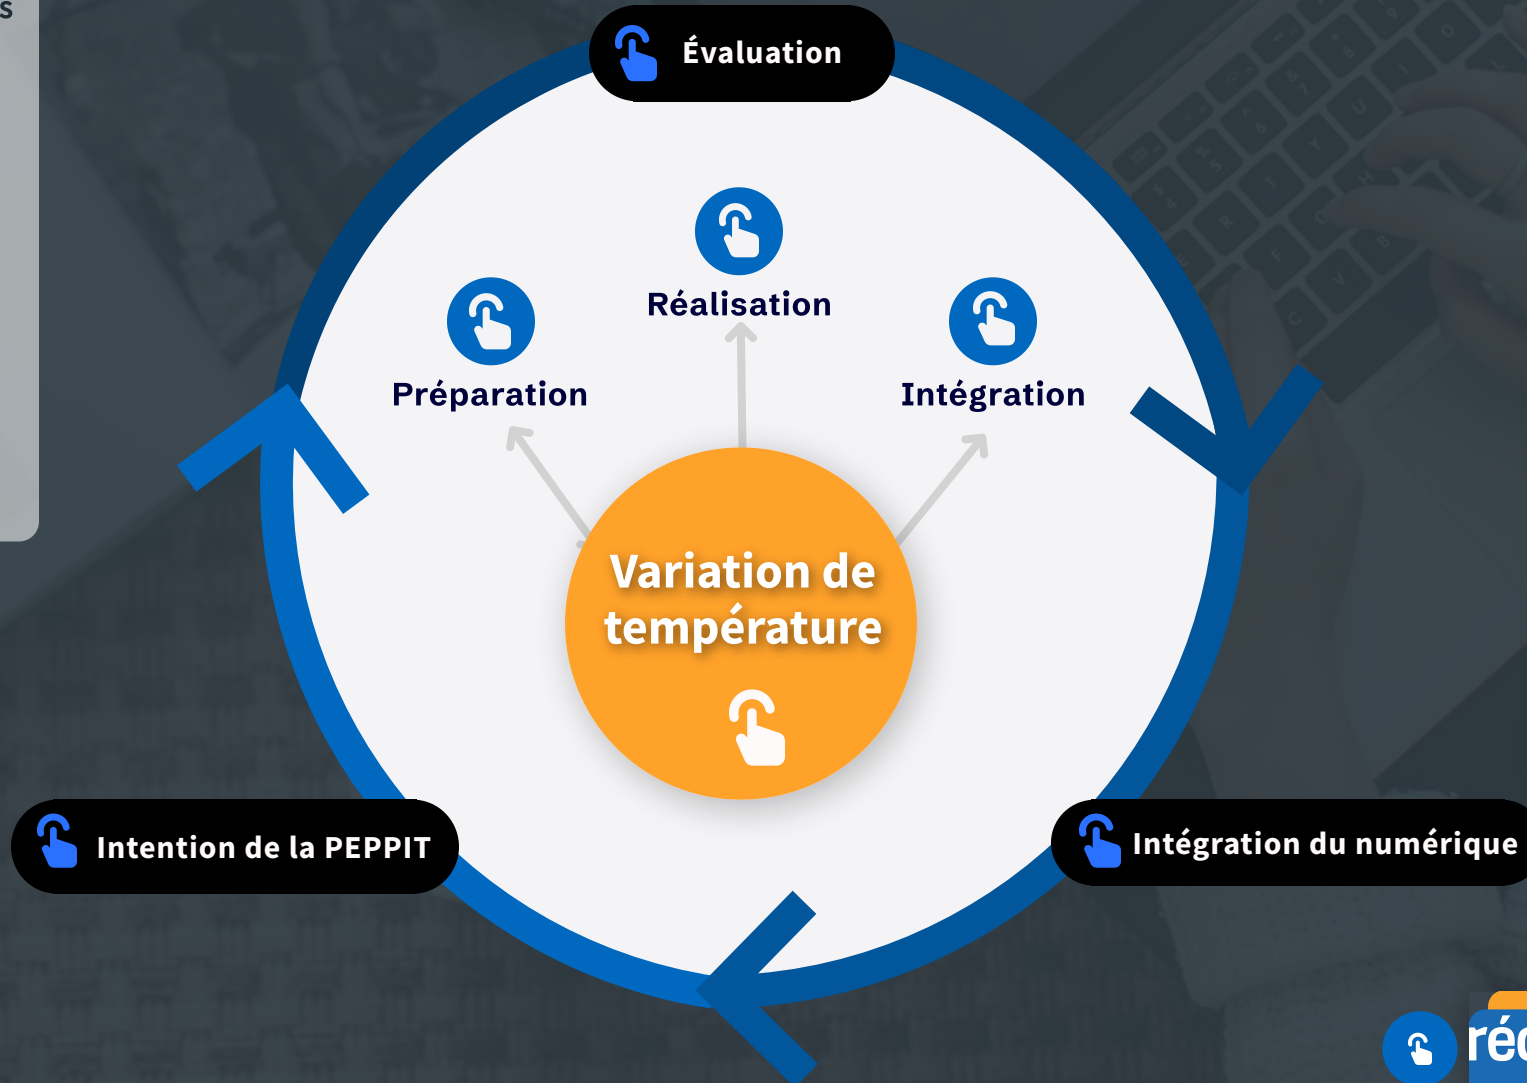 Évaluation
Réalisation
Préparation
Intégration
Variation de
température
Intention de la PEPPIT
Intégration du numérique